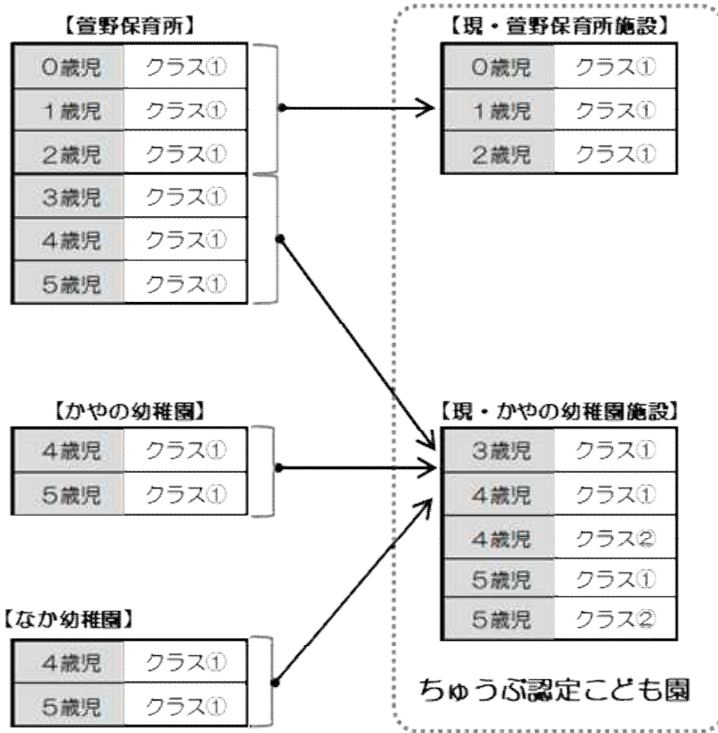 【萱野保育所】
0歳児 クラス①
1歳児 クラス①
2歳児 クラス①
3歳児 クラス①
4歳児 クラス①
5歳児 クラス①
【かやの幼稚園】
4歳児 クラス①
5歳児 クラス①
【なか幼稚園】
4歳児 クラス①
5歳児 クラス①
【現・萱野保育所施設】
0歳児 クラス①
1歳児 クラス①
2歳児 クラス①
【現・かやの幼稚園施設】
3歳児 クラス①
4歳児 クラス①
4歳児 クラス②
5歳児 クラス①
5歳児 クラス②
ちゅうぶ認定こども園